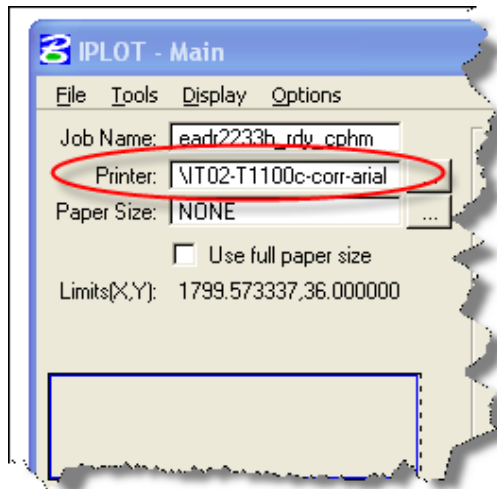 IPLOT - Main
File Tools Display Options
Job Name: eadr2233h_rdy_cphm
Printer: \IT02-T1100c-corr-arial ...
Paper Size: NONE ...
Use full paper size
Limits(X,Y): 1799.573337,36.000000